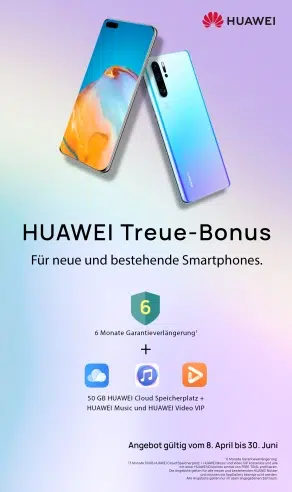 HUAWEI
HUAWEI Treue-Bonus
Für neue und bestehende Smartphones.
6
6 Monate Garantieverlängerung¹
+
50 GB HUAWEI Cloud Speicherplatz +
HUAWEI Music und HUAWEI Video VIP
Angebot gültig vom 8. April bis 30. Juni